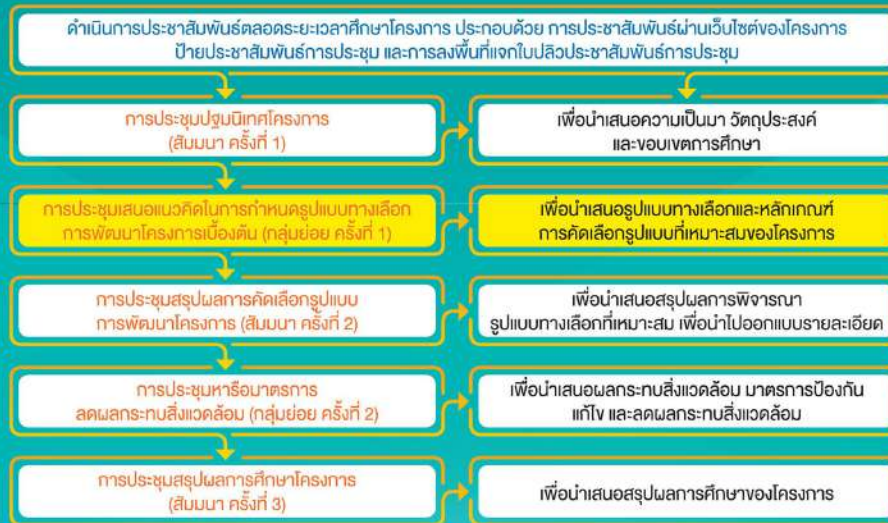 ดำเนินการประชาสัมพันธ์ตลอดระยะเวลาศึกษาโครงการ ประกอบด้วย การประชาสัมพันธ์ผ่านเว็บไซต์ของโครงการ
ป้ายประชาสัมพันธ์การประชุม และการลงพื้นที่แจกใบปลิวประชาสัมพันธ์การประชุม
การประชุมปฐมนิเทศโครงการ
(สัมมนา ครั้งที่ 1)
เพื่อนำเสนอความเป็นมา วัตถุประสงค์
และขอบเขตการศึกษา
การประชุมเสนอแนวคิดในการกำหนดรูปแบบทางเลือก
การพัฒนาโครงการเบื้องต้น (กลุ่มย่อย ครั้งที่ 1)
เพื่อนำเสนอรูปแบบทางเลือกและหลักเกณฑ์
การคัดเลือกรูปแบบที่เหมาะสมของโครงการ
การประชุมสรุปผลการคัดเลือกรูปแบบ
การพัฒนาโครงการ (สัมมนา ครั้งที่ 2)
เพื่อนำเสนอสรุปผลการพิจารณา
รูปแบบทางเลือกที่เหมาะสม เพื่อนำไปออกแบบรายละเอียด
การประชุมหารือมาตรการ
ลดผลกระทบสิ่งแวดล้อม (กลุ่มย่อย ครั้งที่ 2)
เพื่อนำเสนอผลกระทบสิ่งแวดล้อม มาตรการป้องกัน
แก้ไข และลดผลกระทบสิ่งแวดล้อม
การประชุมสรุปผลการศึกษาโครงการ
(สัมมนา ครั้งที่ 3)
เพื่อนำเสนอสรุปผลการศึกษาของโครงการ